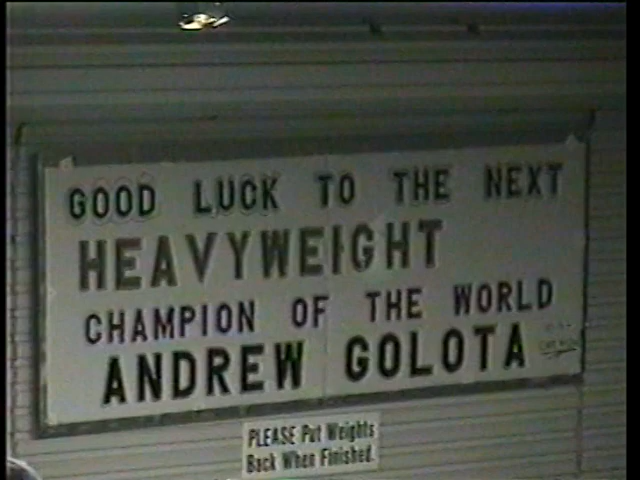 GOOD LUCK TO THE NEXT
HEAVYWEIGHT
CHAMPION OF THE WORLD
ANDREW GOLOTA
PLEASE Put Weights
Back When Finished.